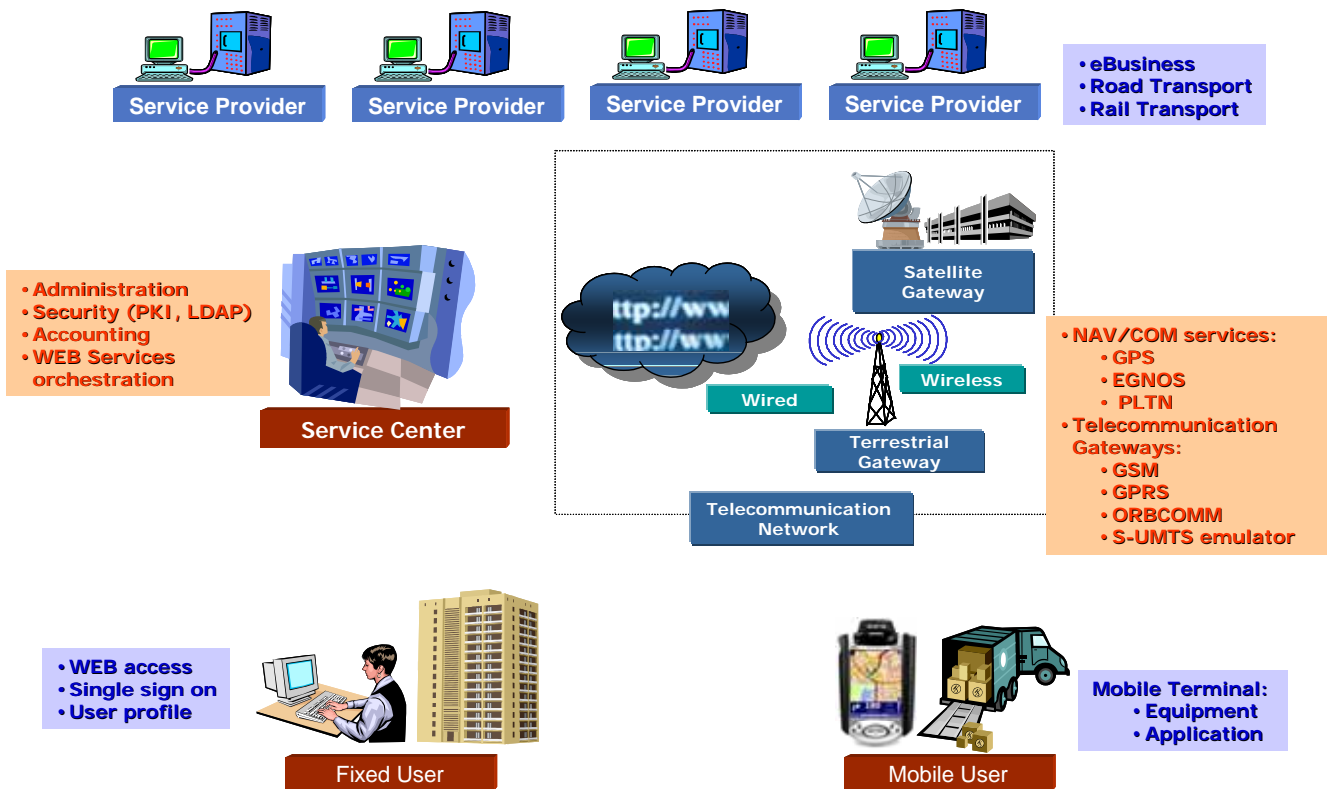 Service Provider
Service Provider
Service Provider
Service Provider
• eBusiness
• Road Transport
• Rail Transport
Satellite
Gateway
ttp://ww
ttp://ww
• Administration
• Security (PKI , LDAP)
• Accounting
• WEB Services
orchestration
Service Center
Wired
Wireless
Terrestrial
Gateway
Telecommunication
Network
• NAV/COM services:
• GPS
• EGNOS
• PLTN
• Telecommunication
Gateways:
• GSM
• GPRS
• ORBCOMM
• S-UMTS emulator
• WEB access
• Single sign on
• User profile
Fixed User
Mobile User
Mobile Terminal:
• Equipment
• Application